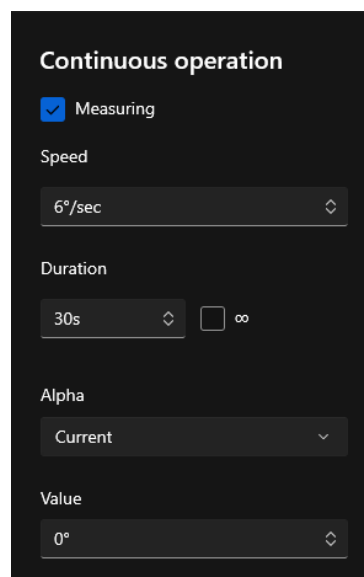 Continuous operation
Measuring
Speed
6°/sec
Duration
30s ∞
Alpha
Current
Value
0°